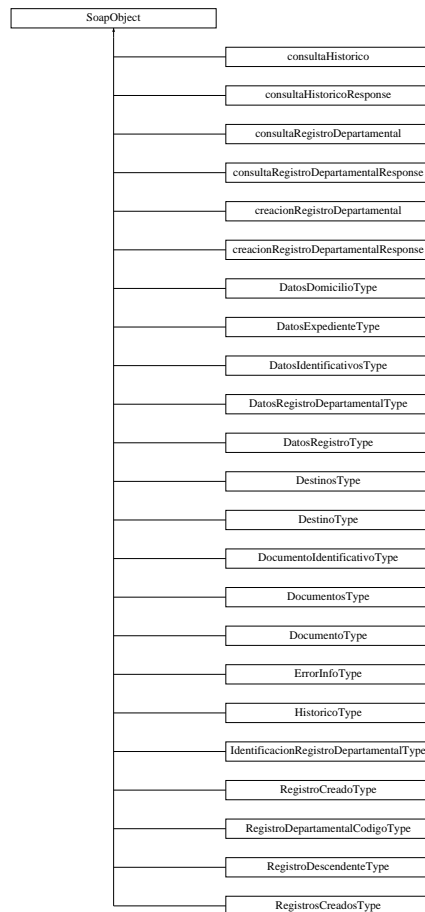 SoapObject
consultaHistorico
consultaHistoricoResponse
consultaRegistroDepartamental
consultaRegistroDepartamentalResponse
creacionRegistroDepartamental
creacionRegistroDepartamentalResponse
DatosDomicilioType
DatosExpedienteType
DatosIdentificativosType
DatosRegistroDepartamentalType
DatosRegistroType
DestinosType
DestinoType
DocumentoIdentificativoType
DocumentosType
DocumentoType
ErrorInfoType
HistoricoType
IdentificacionRegistroDepartamentalType
RegistroCreadoType
RegistroDepartamentalCodigoType
RegistroDescendenteType
RegistrosCreadosType